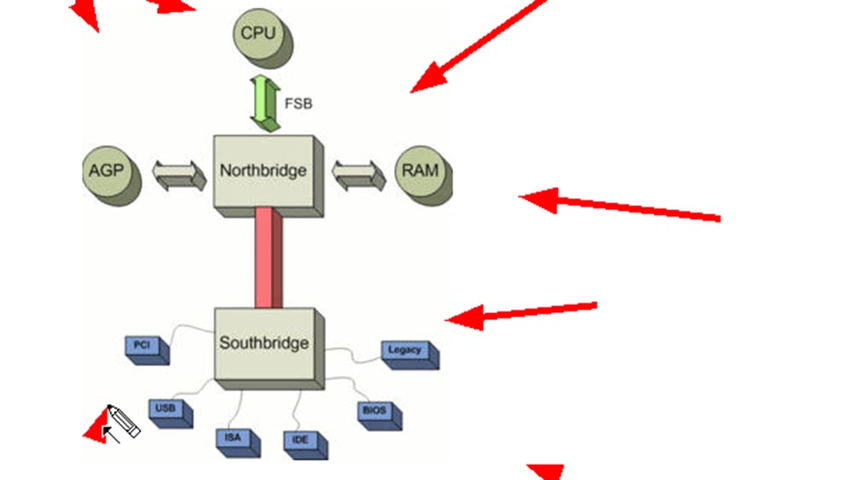 CPU
FSB
AGP
Northbridge
RAM
Southbridge
PCI
Legacy
USB
BIOS
ISA
IDE